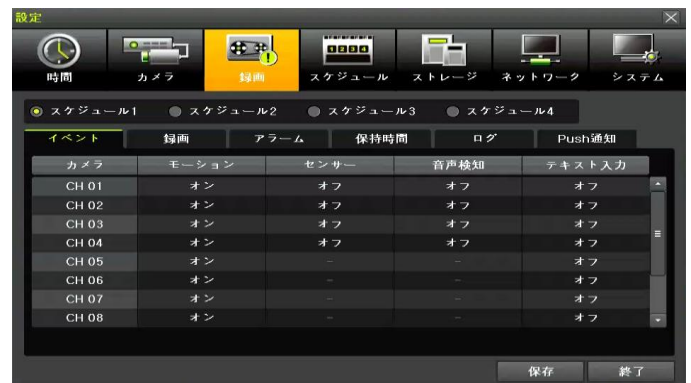 設定
時間 カメラ 録画 スケジュール ストレージ ネットワーク システム
スケジュール1 スケジュール2 スケジュール3 スケジュール4
イベント 録画 アラーム 保持時間 ログ Push通知
カメラ モーション センサー 音声検知 テキスト入力
CH 01 オン オフ オフ オフ
CH 02 オン オフ オフ オフ
CH 03 オン オフ オフ オフ
CH 04 オン オフ オフ オフ
CH 05 オン – – オフ
CH 06 オン – – オフ
CH 07 オン – – オフ
CH 08 オン – – オフ
保存 終了